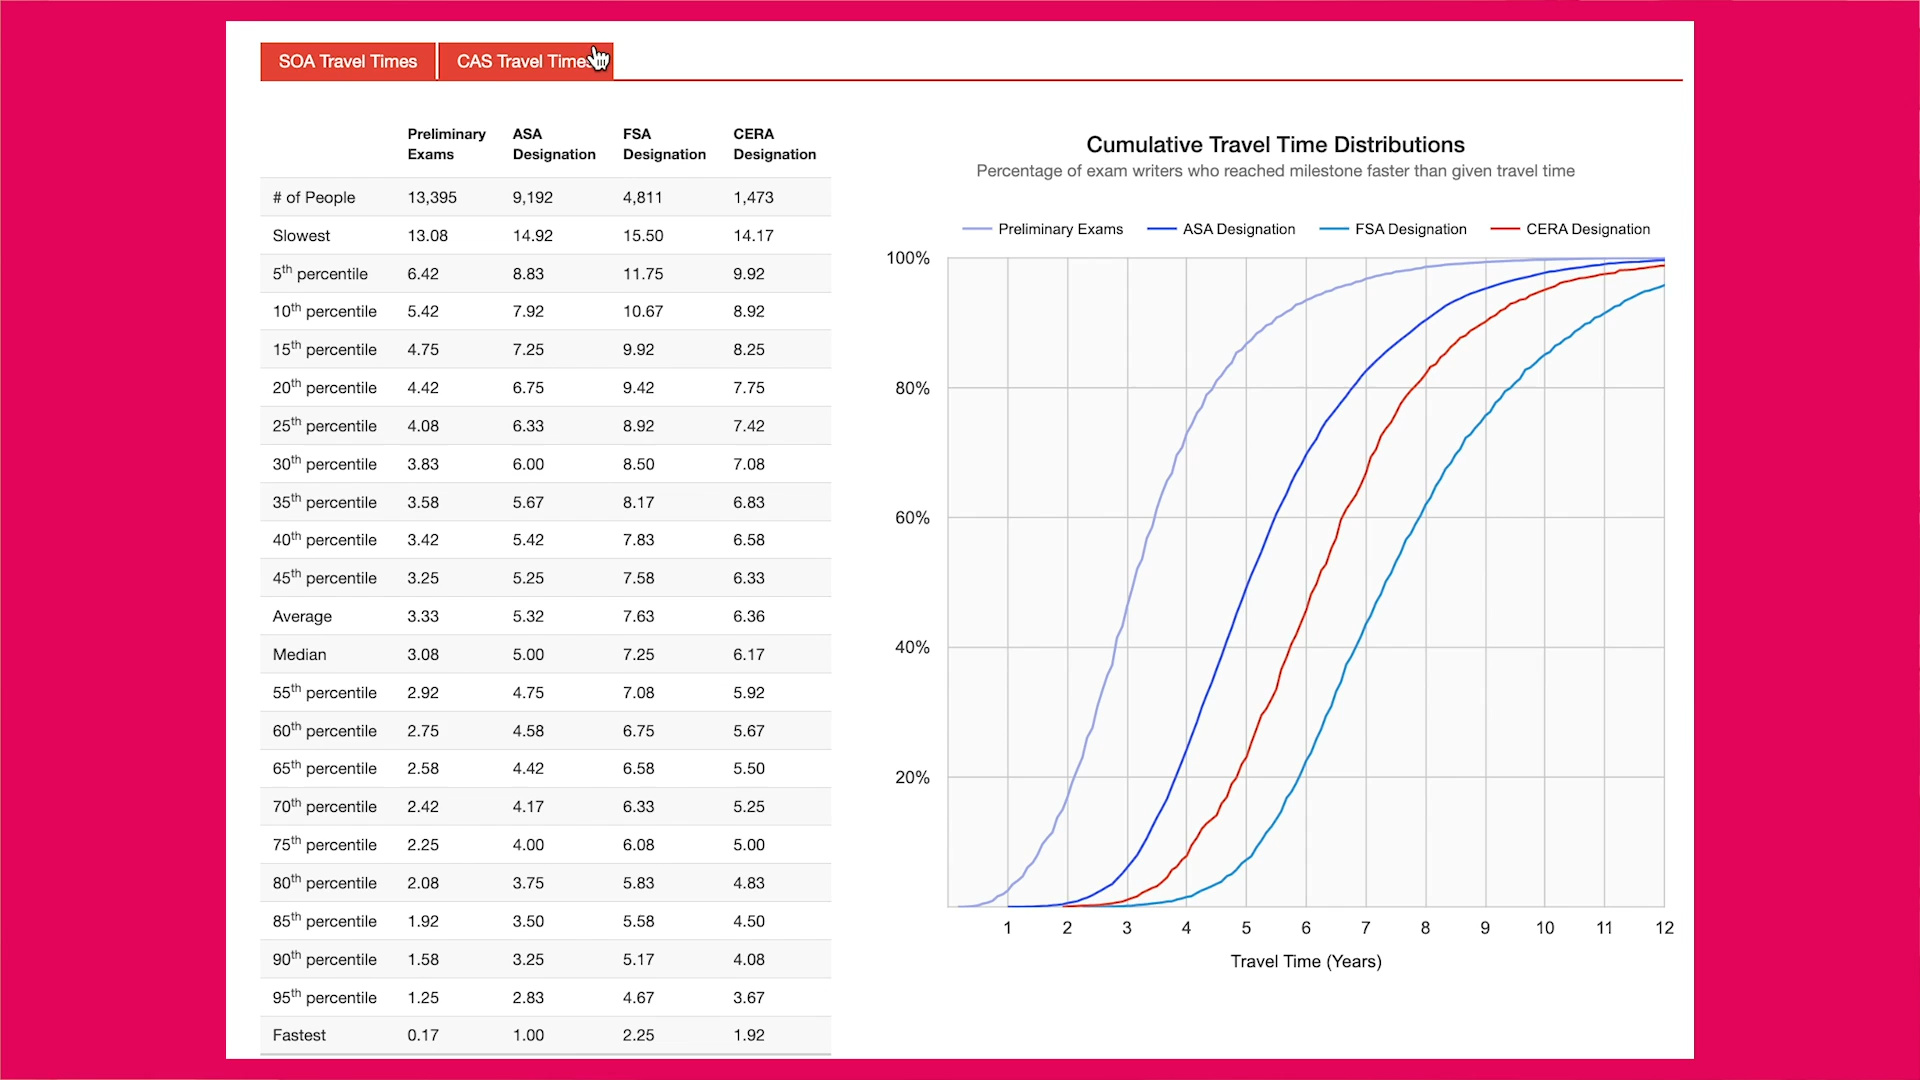 SOA Travel Times CAS Travel Times
Preliminary Exams ASA Designation FSA Designation CERA Designation
# of People 13,395 9,192 4,811 1,473
Slowest 13.08 14.92 15.50 14.17
5th percentile 6.42 8.83 11.75 9.92
10th percentile 5.42 7.92 10.67 8.92
15th percentile 4.75 7.25 9.92 8.25
20th percentile 4.42 6.75 9.42 7.75
25th percentile 4.08 6.33 8.92 7.42
30th percentile 3.83 6.00 8.50 7.08
35th percentile 3.58 5.67 8.17 6.83
40th percentile 3.42 5.42 7.83 6.58
45th percentile 3.25 5.25 7.58 6.33
Average 3.33 5.32 7.63 6.36
Median 3.08 5.00 7.25 6.17
55th percentile 2.92 4.75 7.08 5.92
60th percentile 2.75 4.58 6.75 5.67
65th percentile 2.58 4.42 6.58 5.50
70th percentile 2.42 4.17 6.33 5.25
75th percentile 2.25 4.00 6.08 5.00
80th percentile 2.08 3.75 5.83 4.83
85th percentile 1.92 3.50 5.58 4.50
90th percentile 1.58 3.25 5.17 4.08
95th percentile 1.25 2.83 4.67 3.67
Fastest 0.17 1.00 2.25 1.92
Cumulative Travel Time Distributions
Percentage of exam writers who reached milestone faster than given travel time
Preliminary Exams ASA Designation FSA Designation CERA Designation
100%
80%
60%
40%
20%
1 2 3 4 5 6 7 8 9 10 11 12
Travel Time (Years)